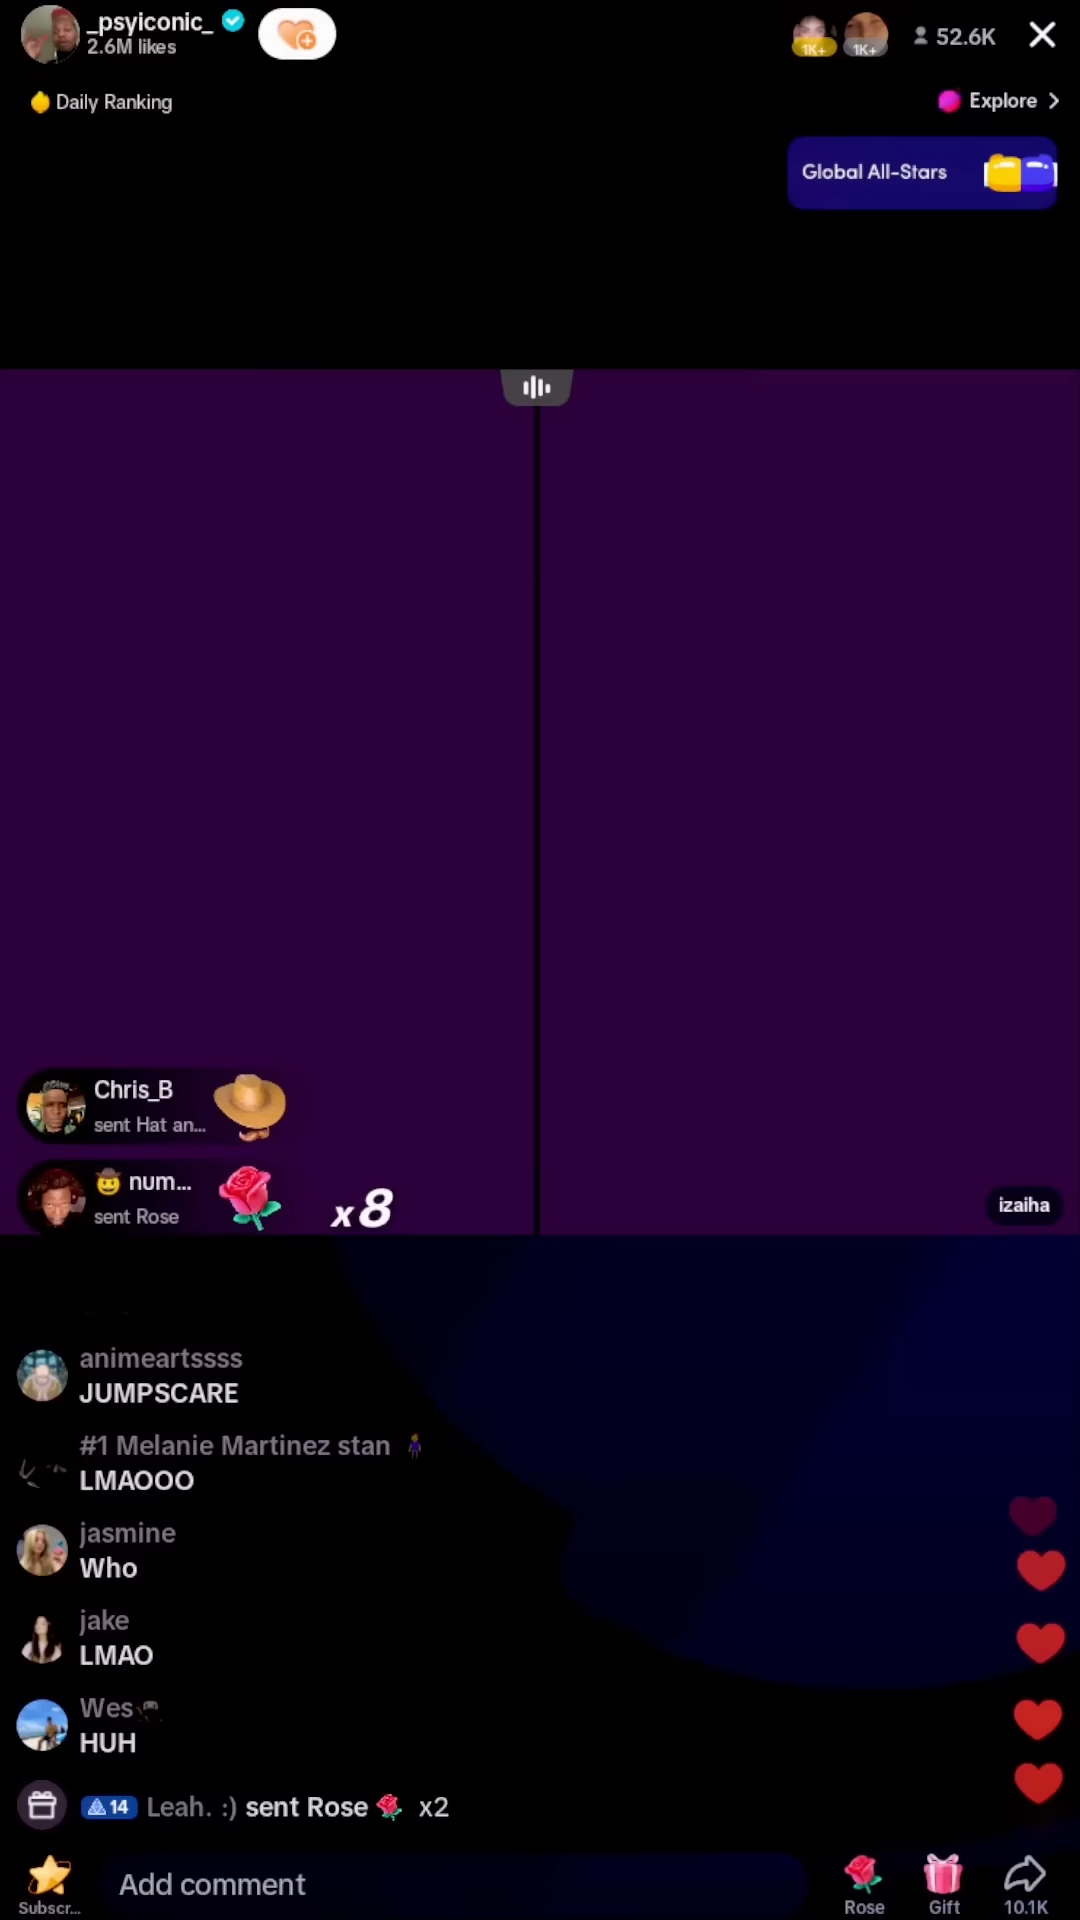 _psyiconic_
2.6M likes
1K+
1K+
52.6K
Daily Ranking
Explore
Global All-Stars
Chris_B
sent Hat an...
🤠 num...
sent Rose
x8
izaiha
animeartssss
JUMPSCARE
#1 Melanie Martinez stan
LMAOOO
jasmine
Who
jake
LMAO
Wes
HUH
14 Leah. :) sent Rose 🌹 x2
Add comment
Subscr...
Rose
Gift
10.1K